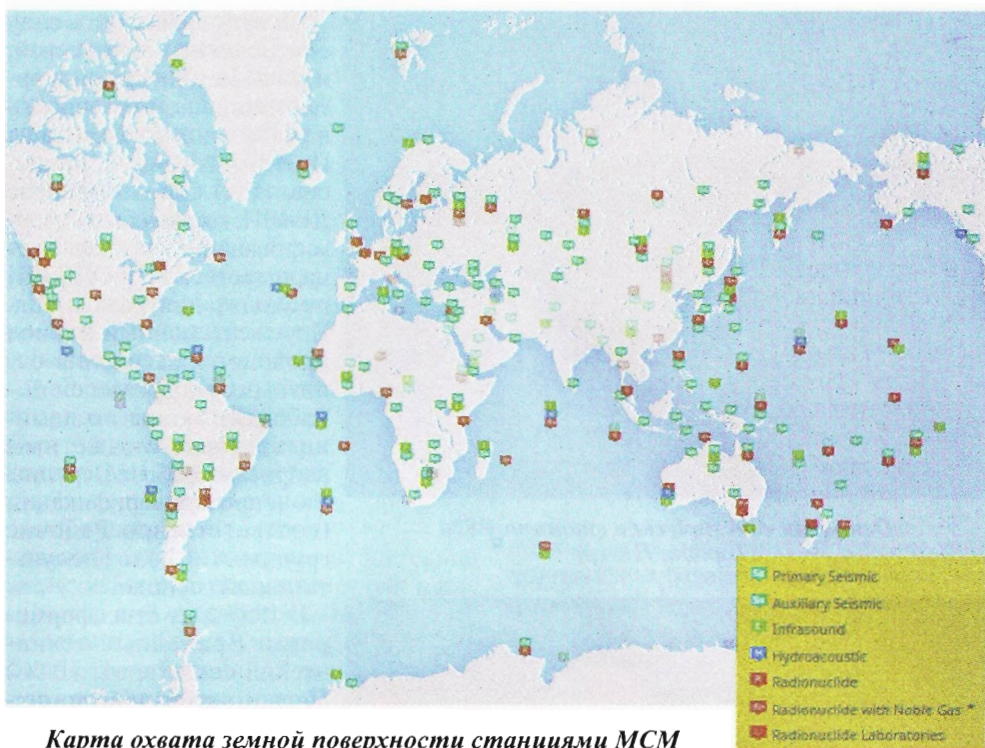 Primary Seismic
Auxiliary Seismic
Infrasound
Hydroacoustic
Radionuclide
Radionuclide with Noble Gas *
Radionuclide Laboratories
Карта охвата земной поверхности станциями МСМ